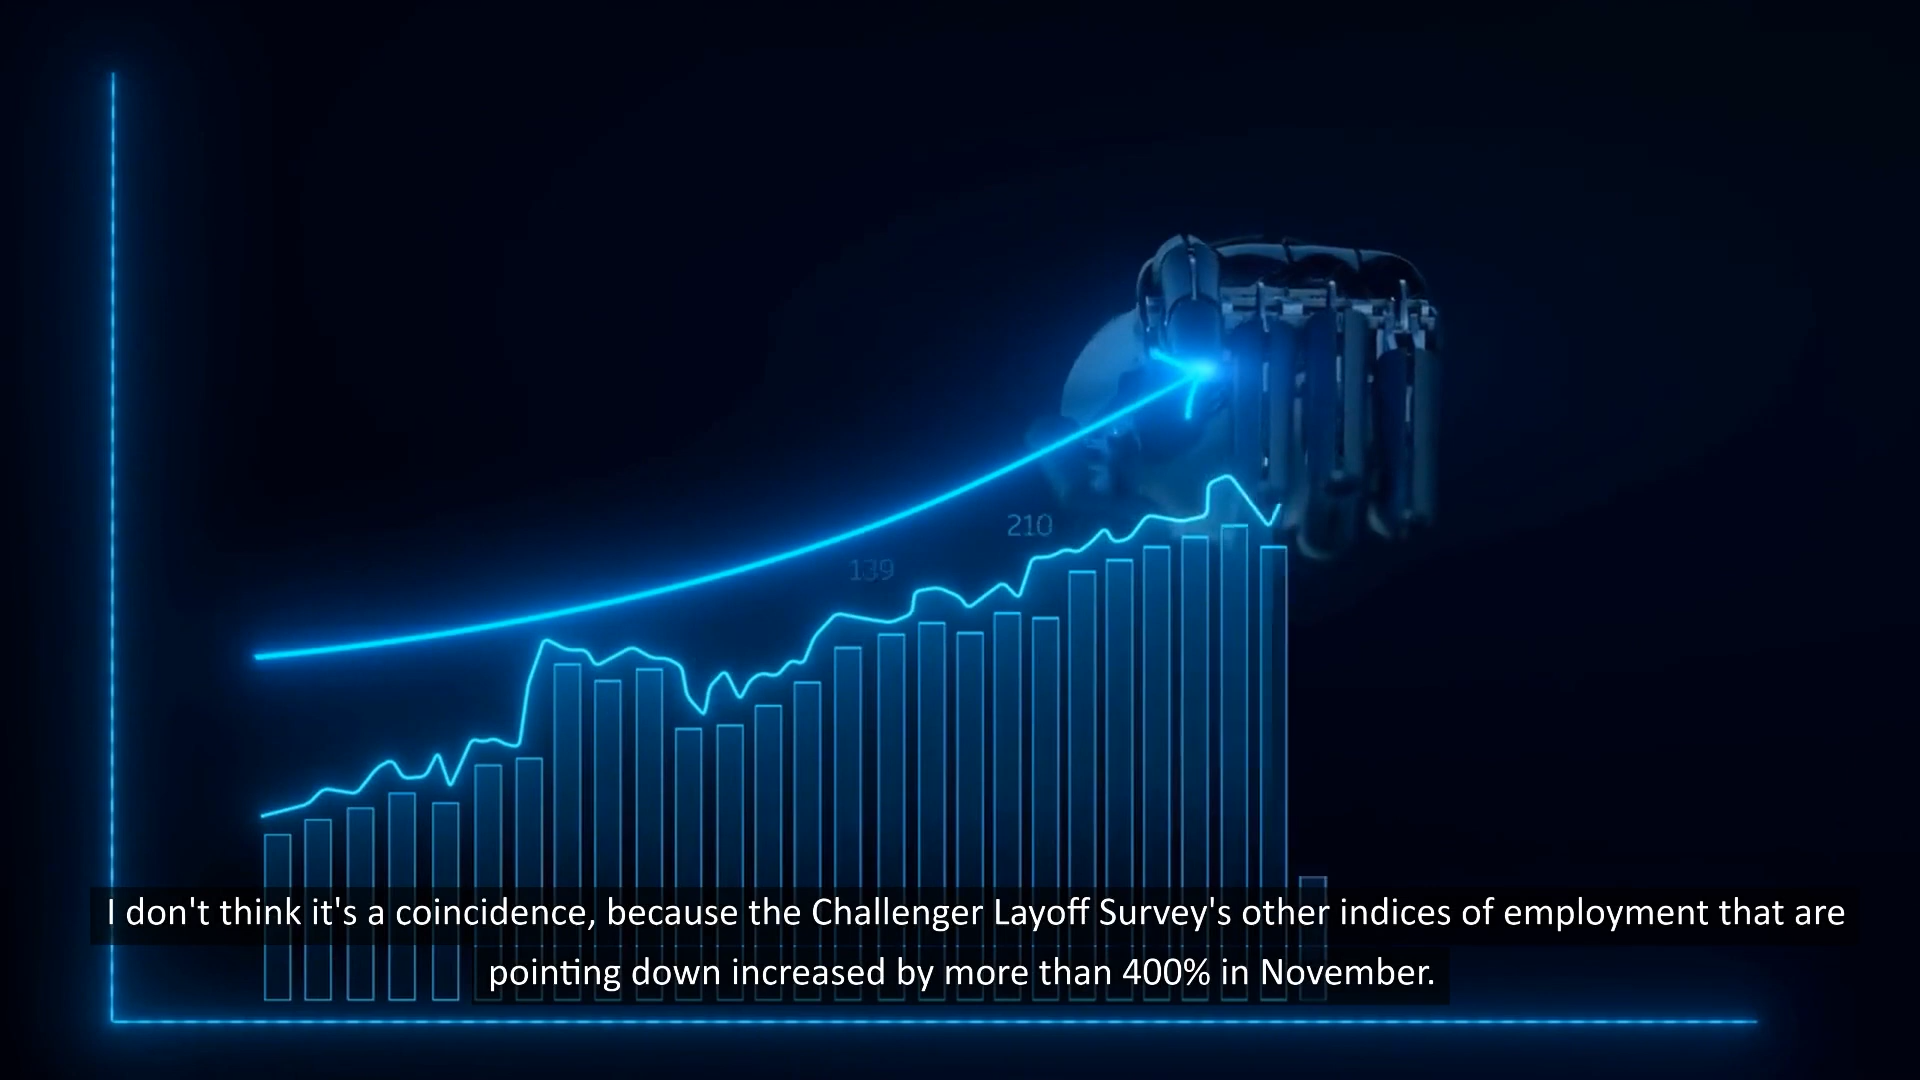 210
139
I don't think it's a coincidence, because the Challenger Layoff Survey's other indices of employment that are
pointing down increased by more than 400% in November.